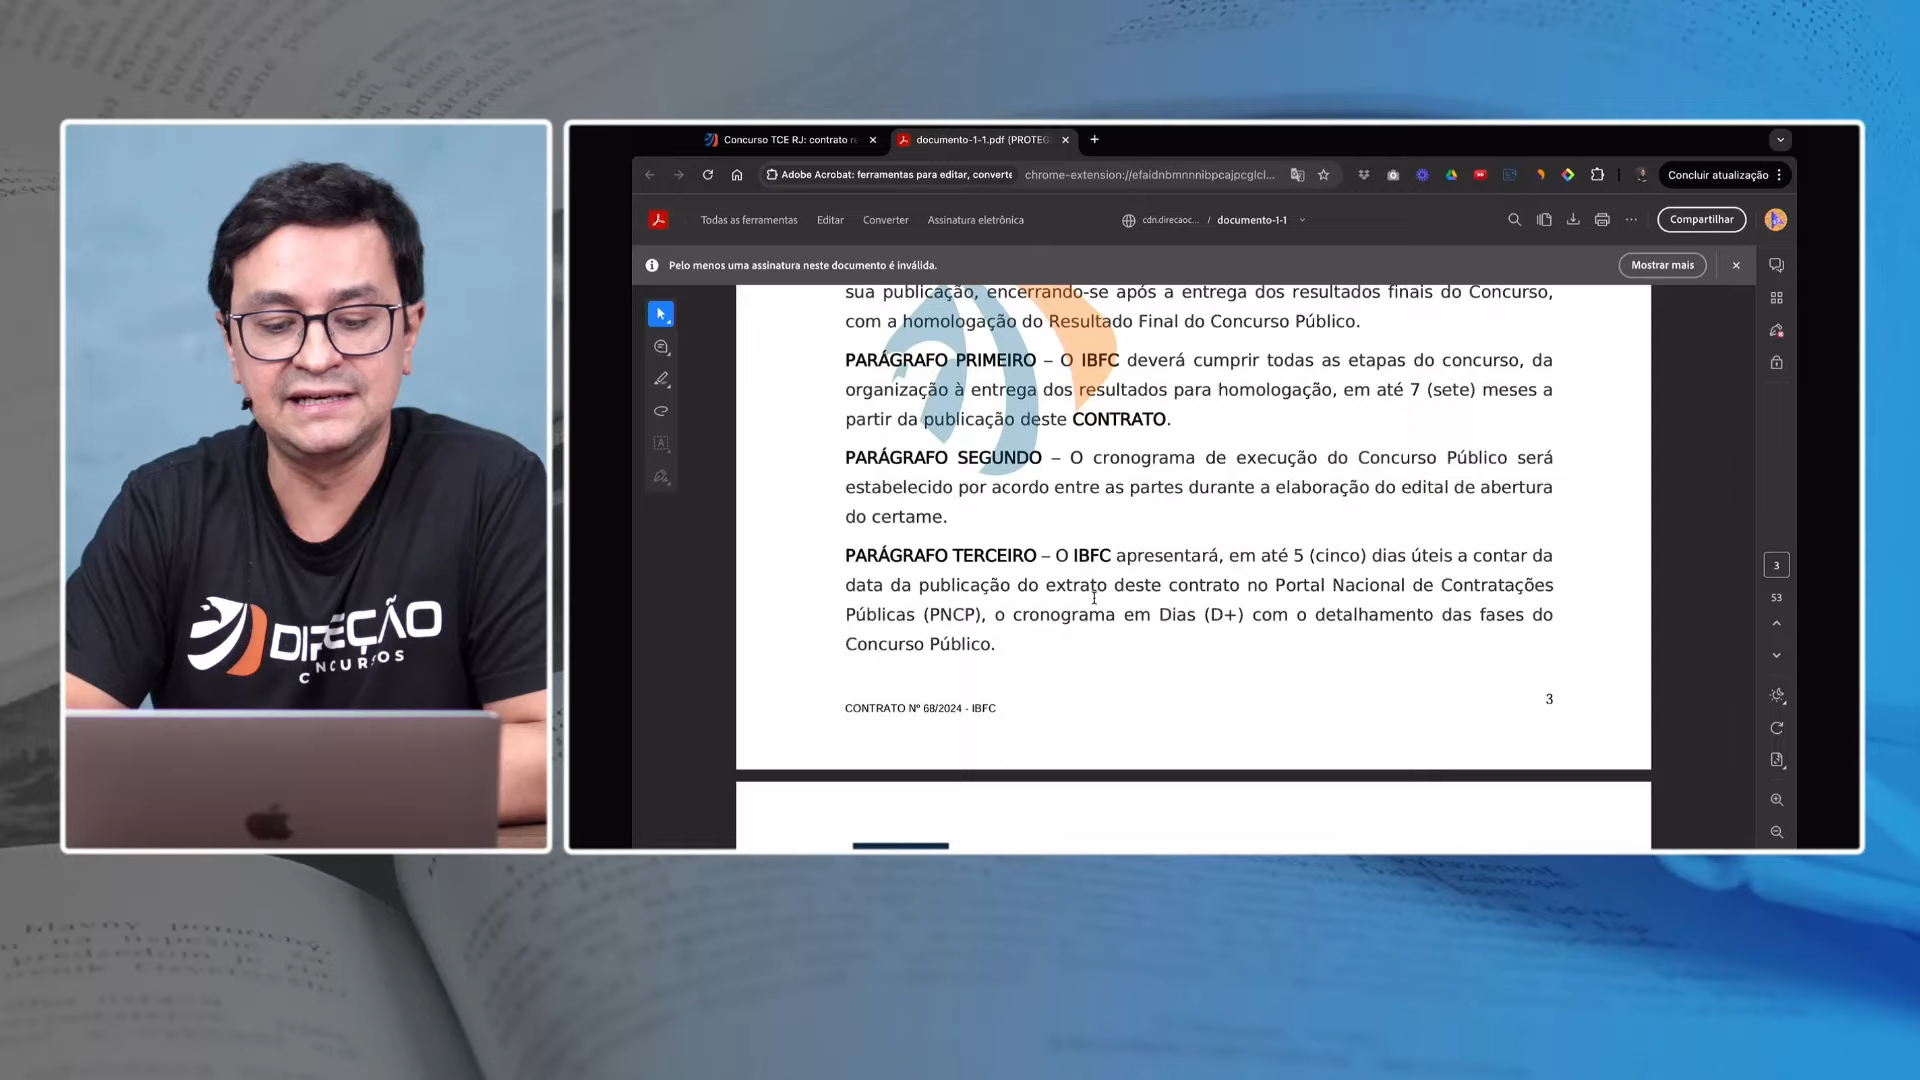 Concurso TCE RJ: contrato re
documento-1-1.pdf (PROTEG
Adobe Acrobat: ferramentas para editar, converte
chrome-extension://efaidnbmnnnibpcajpcglcl...
Concluir atualização
Todas as ferramentas
Editar
Converter
Assinatura eletrônica
cdn.direcaoc... / documento-1-1
Compartilhar
Pelo menos uma assinatura neste documento é inválida.
Mostrar mais
sua publicação, encerrando-se após a entrega dos resultados finais do Concurso,
com a homologação do Resultado Final do Concurso Público.
PARÁGRAFO PRIMEIRO – O IBFC deverá cumprir todas as etapas do concurso, da
organização à entrega dos resultados para homologação, em até 7 (sete) meses a
partir da publicação deste CONTRATO.
PARÁGRAFO SEGUNDO – O cronograma de execução do Concurso Público será
estabelecido por acordo entre as partes durante a elaboração do edital de abertura
do certame.
PARÁGRAFO TERCEIRO – O IBFC apresentará, em até 5 (cinco) dias úteis a contar da
data da publicação do extrato deste contrato no Portal Nacional de Contratações
Públicas (PNCP), o cronograma em Dias (D+) com o detalhamento das fases do
Concurso Público.
CONTRATO Nº 68/2024 - IBFC
3
3
53
DIREÇÃO
CONCURSOS